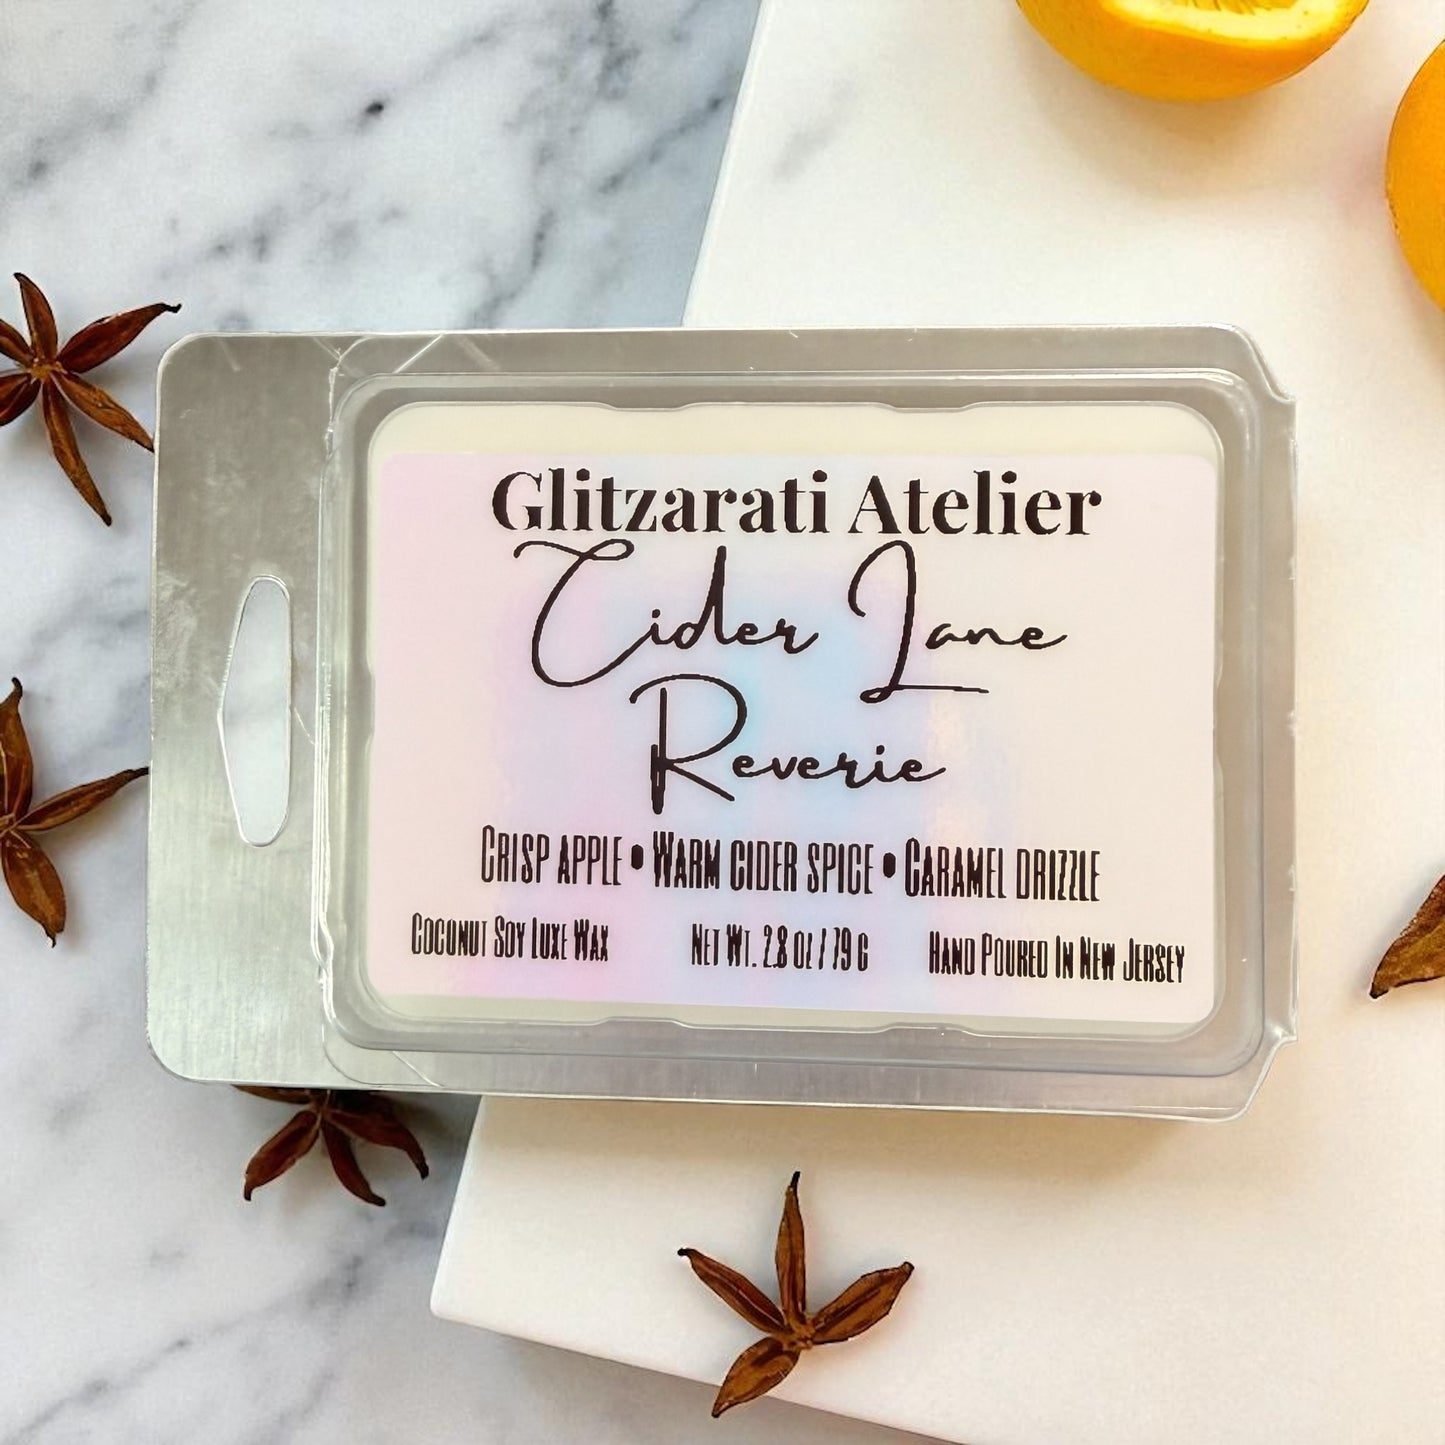 Glitzarati Atelier
Cider Lane
Reverie
Crisp apple • Warm cider spice • Caramel drizzle
Coconut Soy Luxe Wax Net Wt. 2.8 oz / 79 g Hand Poured In New Jersey